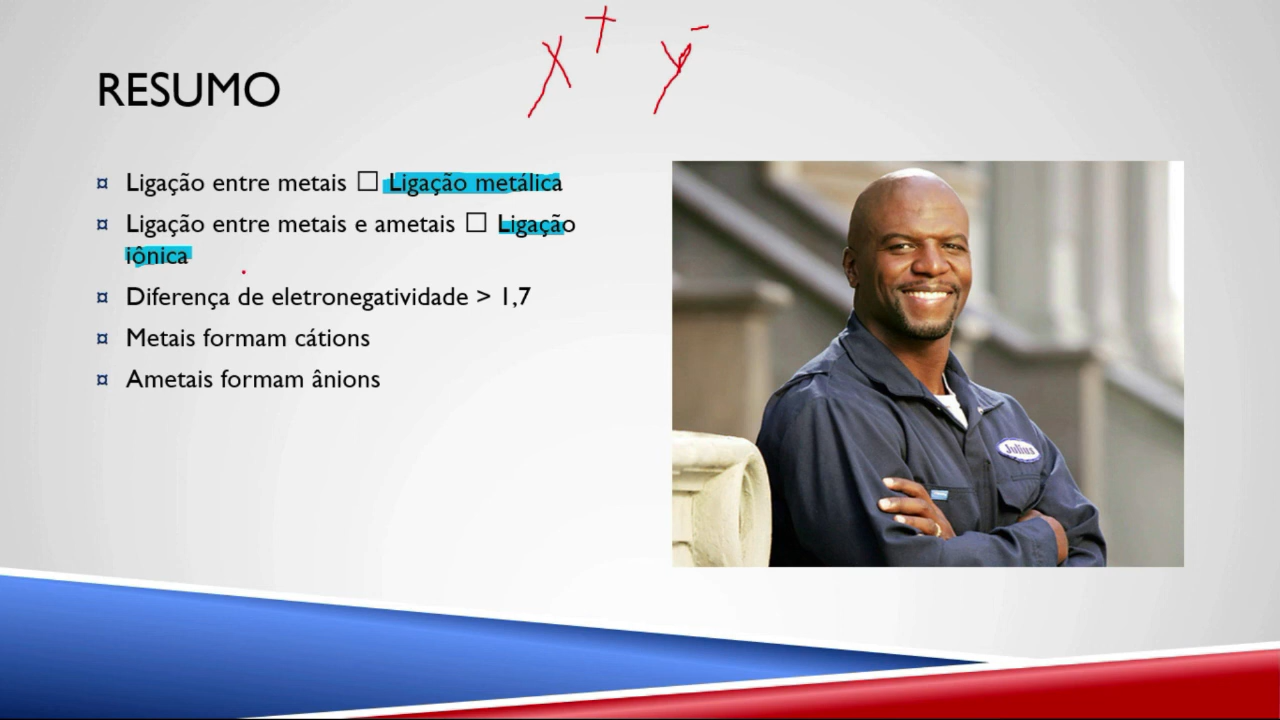 X⁺ Y⁻
RESUMO
¤ Ligação entre metais □ Ligação metálica
¤ Ligação entre metais e ametais □ Ligação
iônica
¤ Diferença de eletronegatividade > 1,7
¤ Metais formam cátions
¤ Ametais formam ânions
Julius